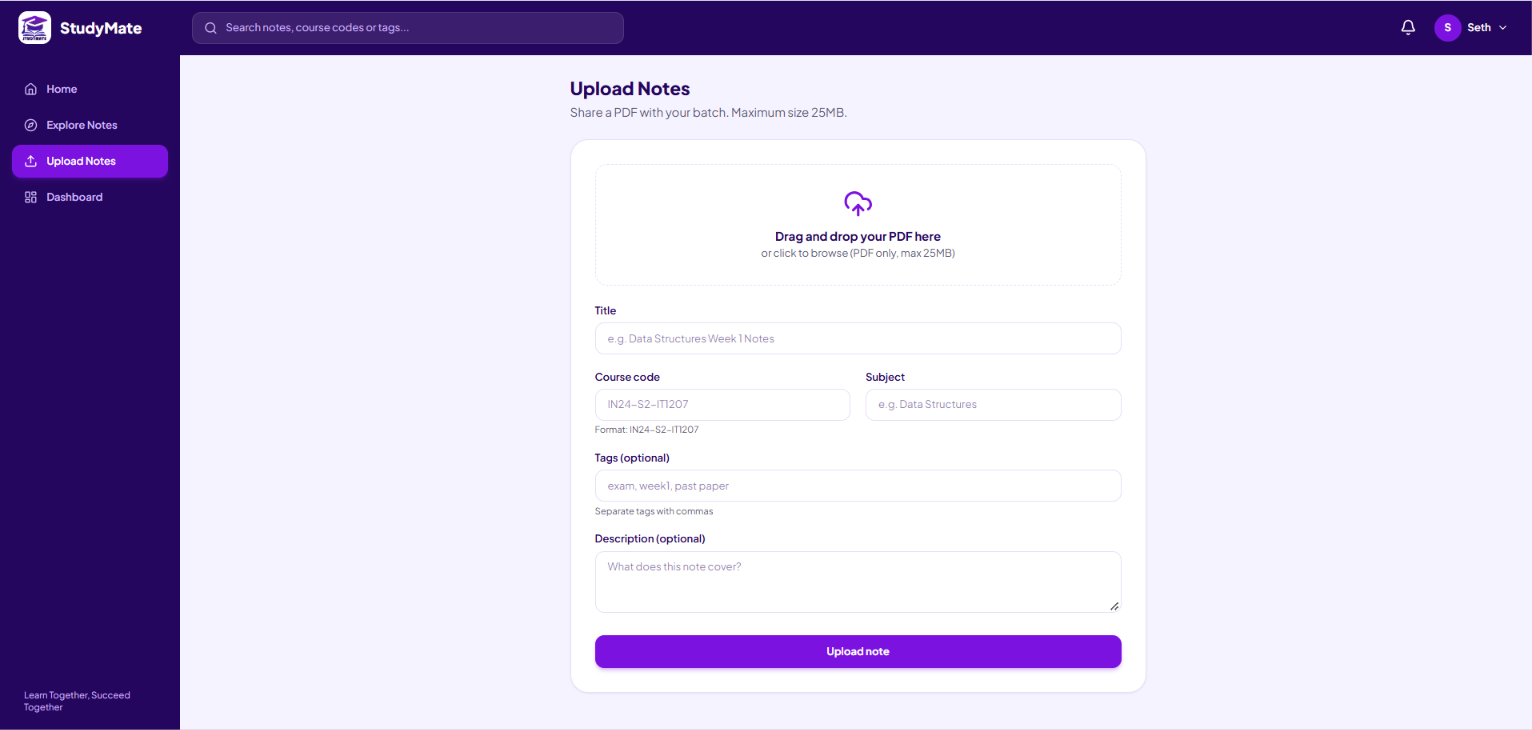 StudyMate
Search notes, course codes or tags...
S
Seth
Home
Explore Notes
Upload Notes
Dashboard
Learn Together, Succeed
Together
Upload Notes
Share a PDF with your batch. Maximum size 25MB.
Drag and drop your PDF here
or click to browse (PDF only, max 25MB)
Title
e.g. Data Structures Week 1 Notes
Course code
Subject
IN24-S2-IT1207
e.g. Data Structures
Format: IN24-S2-IT1207
Tags (optional)
exam, week1, past paper
Separate tags with commas
Description (optional)
What does this note cover?
Upload note